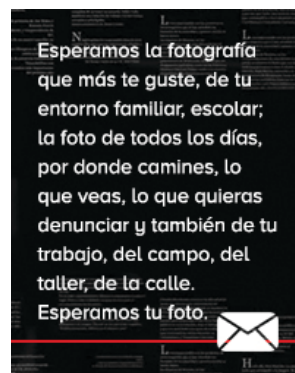 Esperamos la fotografía
que más te guste, de tu
entorno familiar, escolar;
la foto de todos los días,
por donde camines, lo
que veas, lo que quieras
denunciar y también de tu
trabajo, del campo, del
taller, de la calle.
Esperamos tu foto.